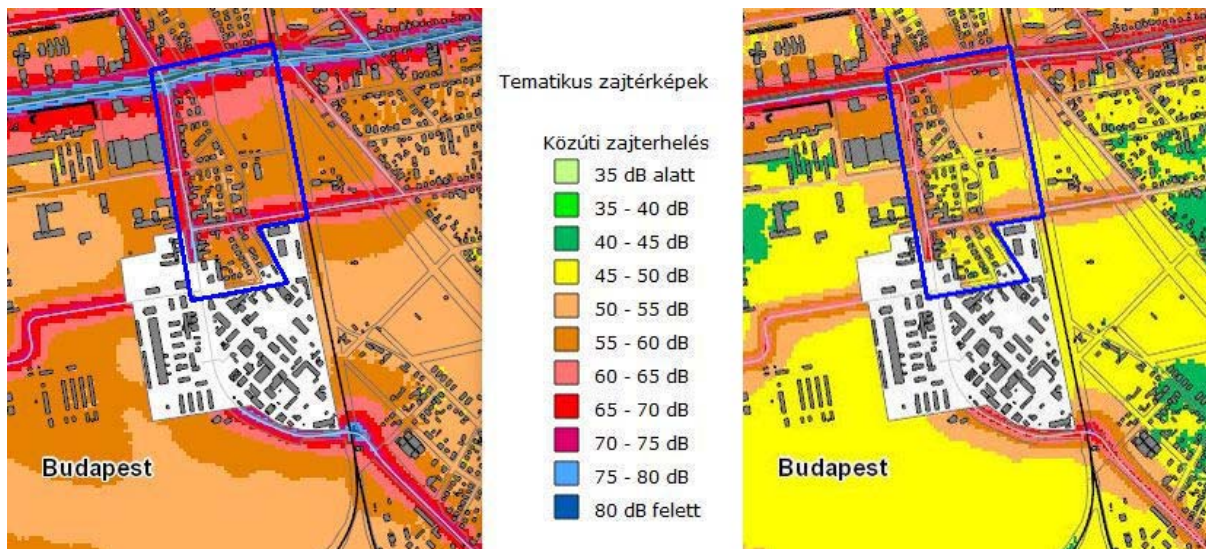 Tematikus zajtérképek
Közúti zajterhelés
35 dB alatt
35 - 40 dB
40 - 45 dB
45 - 50 dB
50 - 55 dB
55 - 60 dB
60 - 65 dB
65 - 70 dB
70 - 75 dB
75 - 80 dB
80 dB felett
Budapest
Budapest